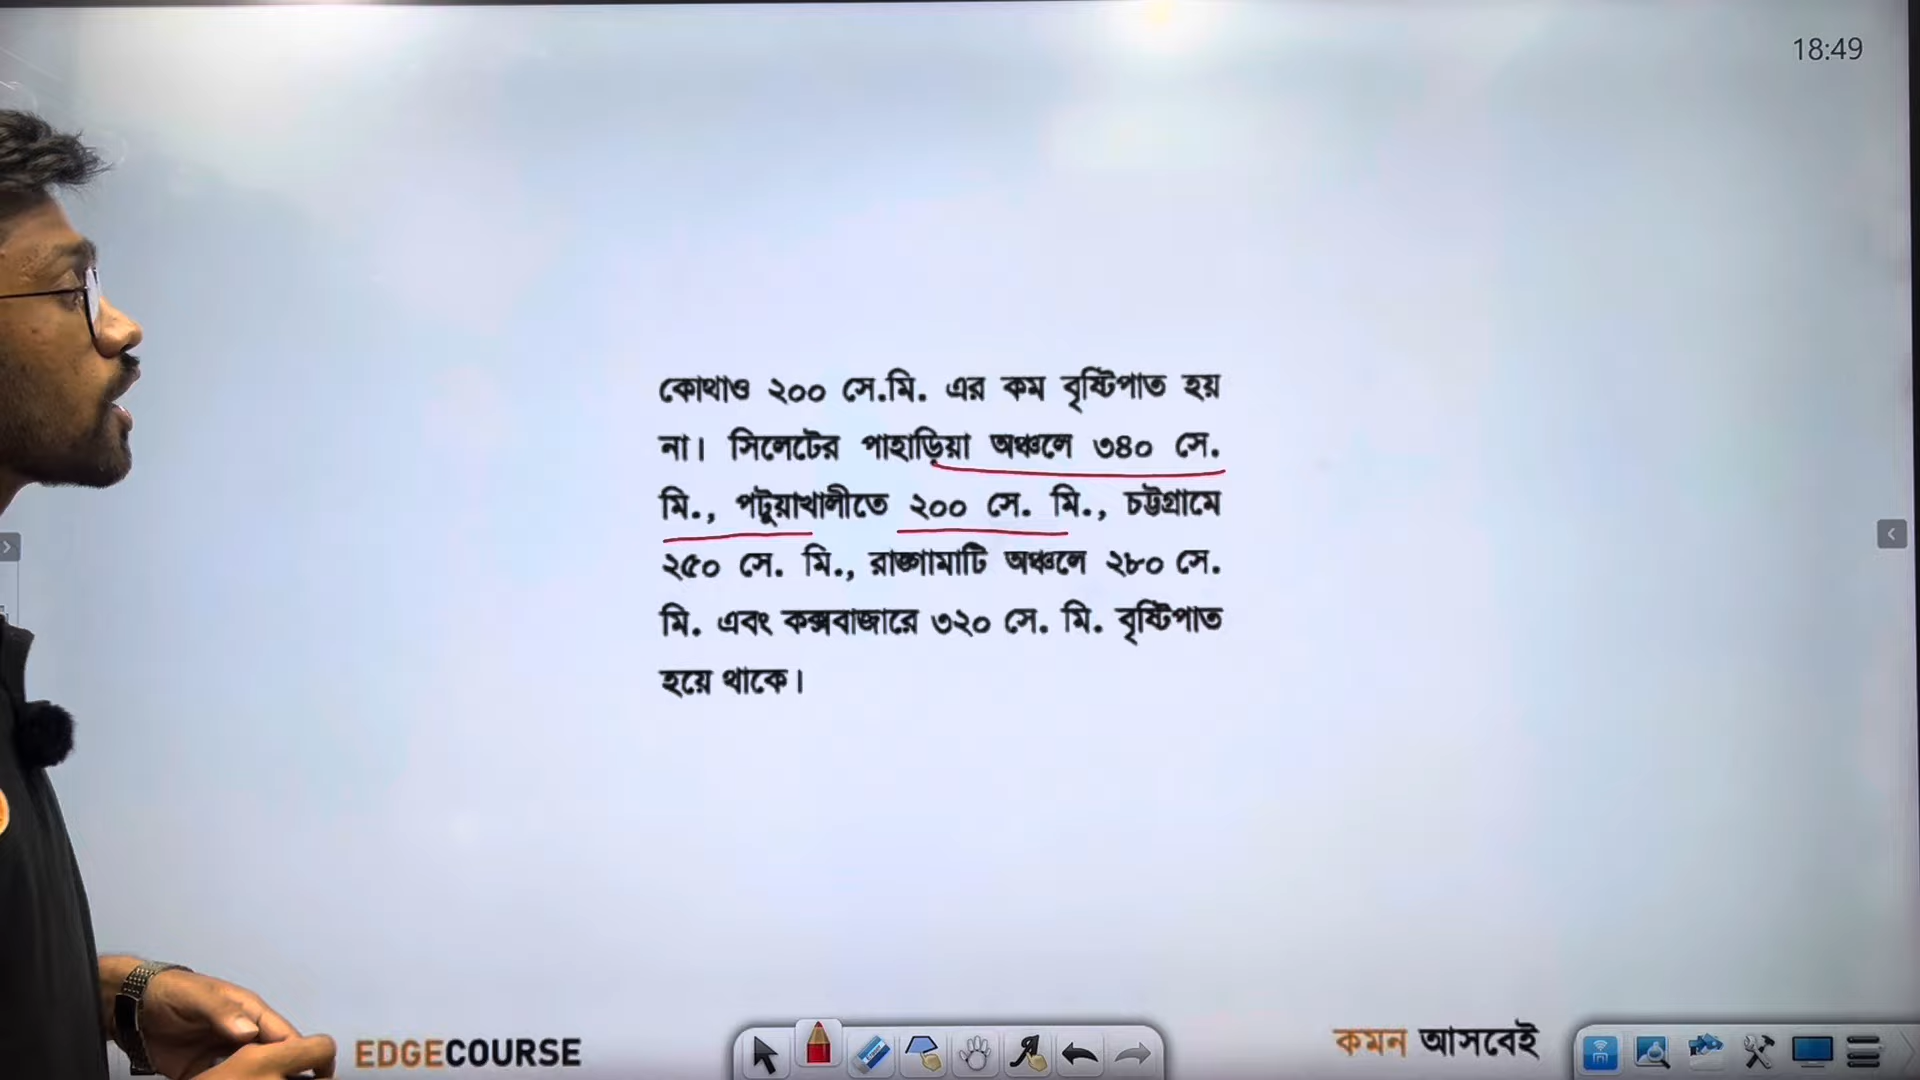 18:49
কোথাও ২০০ সে.মি. এর কম বৃষ্টিপাত হয়
না। সিলেটের পাহাড়িয়া অঞ্চলে ৩৪০ সে.
মি., পটুয়াখালীতে ২০০ সে. মি., চট্টগ্রামে
২৫০ সে. মি., রাঙ্গামাটি অঞ্চলে ২৮০ সে.
মি. এবং কক্সবাজারে ৩২০ সে. মি. বৃষ্টিপাত
হয়ে থাকে।
EDGECOURSE
কমন আসবেই